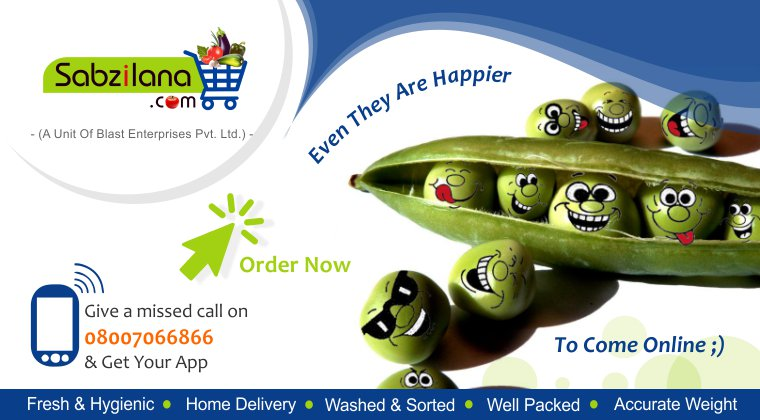 Sabzilana
.com
- (A Unit Of Blast Enterprises Pvt. Ltd.) -
Even They Are Happier
Order Now
Give a missed call on
08007066866
& Get Your App
To Come Online ;)
Fresh & Hygienic • Home Delivery • Washed & Sorted • Well Packed • Accurate Weight